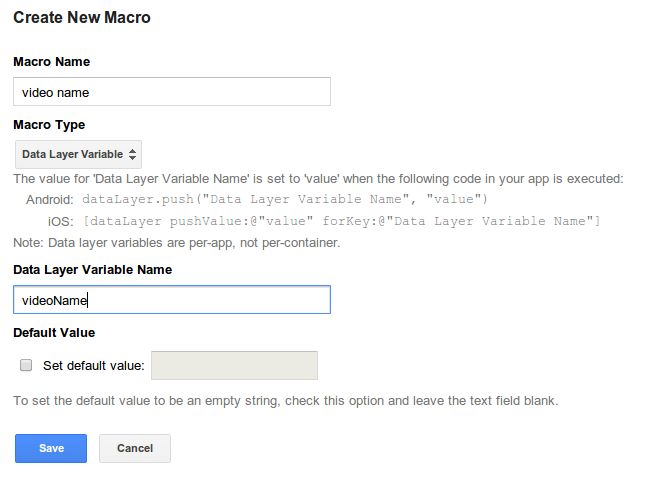 Create New Macro
Macro Name
video name
Macro Type
Data Layer Variable
The value for 'Data Layer Variable Name' is set to 'value' when the following code in your app is executed:
Android: dataLayer.push("Data Layer Variable Name", "value")
iOS: [dataLayer pushValue:@"value" forKey:@"Data Layer Variable Name"]
Note: Data layer variables are per-app, not per-container.
Data Layer Variable Name
videoName
Default Value
Set default value:
To set the default value to be an empty string, check this option and leave the text field blank.
Save Cancel